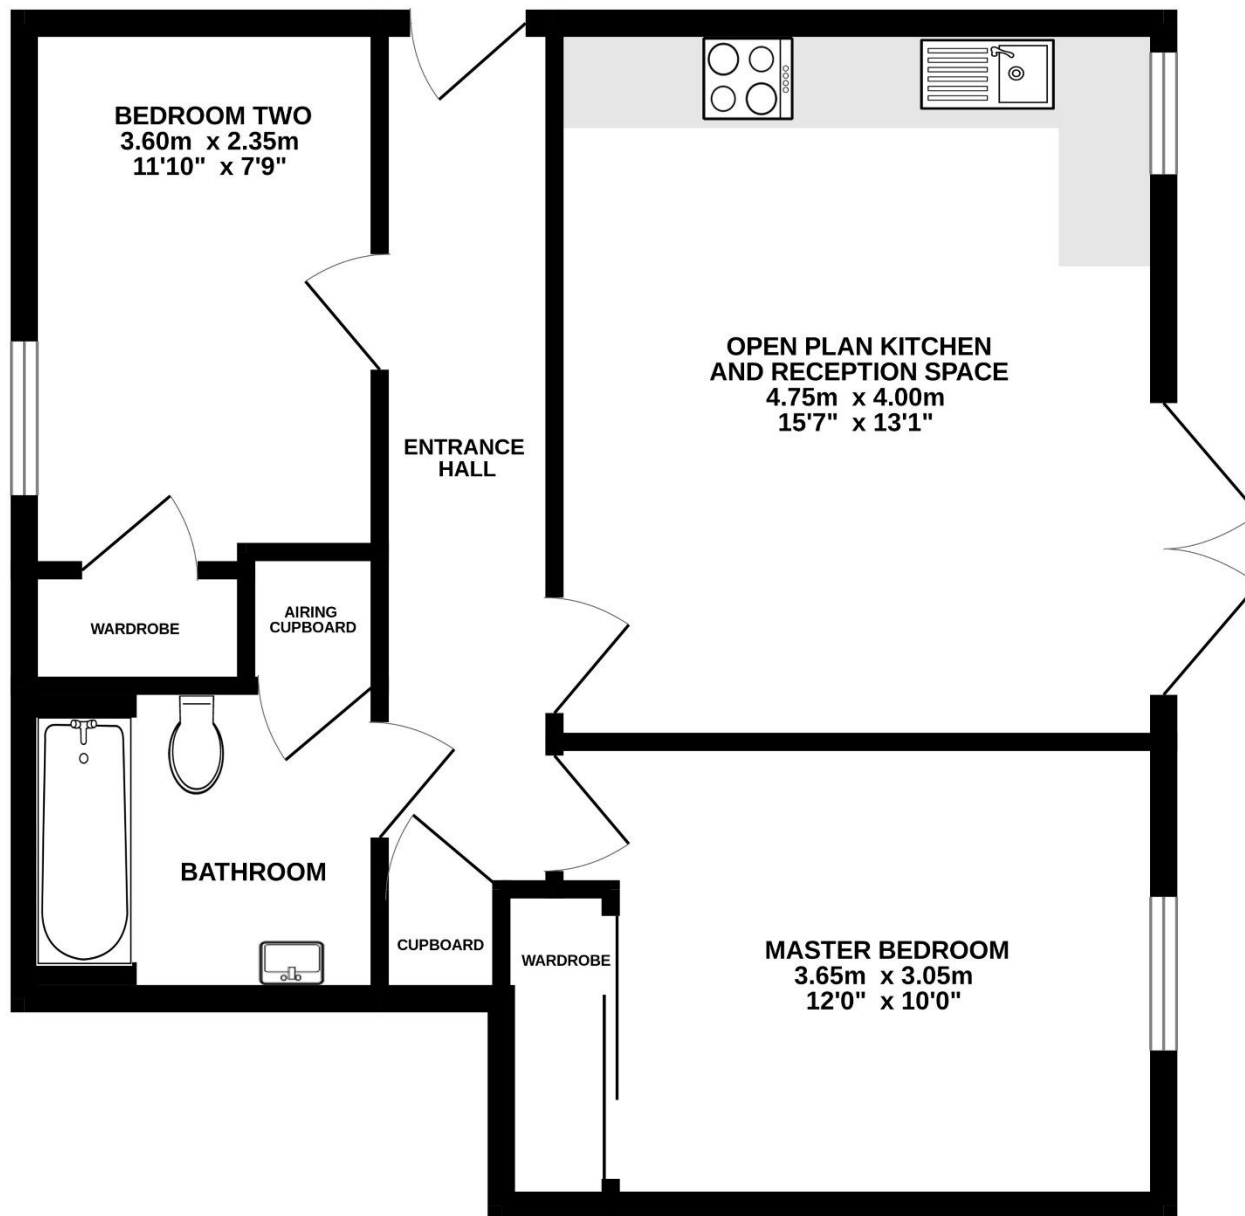 BEDROOM TWO
3.60m x 2.35m
11'10" x 7'9"
OPEN PLAN KITCHEN
AND RECEPTION SPACE
4.75m x 4.00m
15'7" x 13'1"
ENTRANCE
HALL
AIRING
CUPBOARD
WARDROBE
BATHROOM
CUPBOARD
WARDROBE
MASTER BEDROOM
3.65m x 3.05m
12'0" x 10'0"